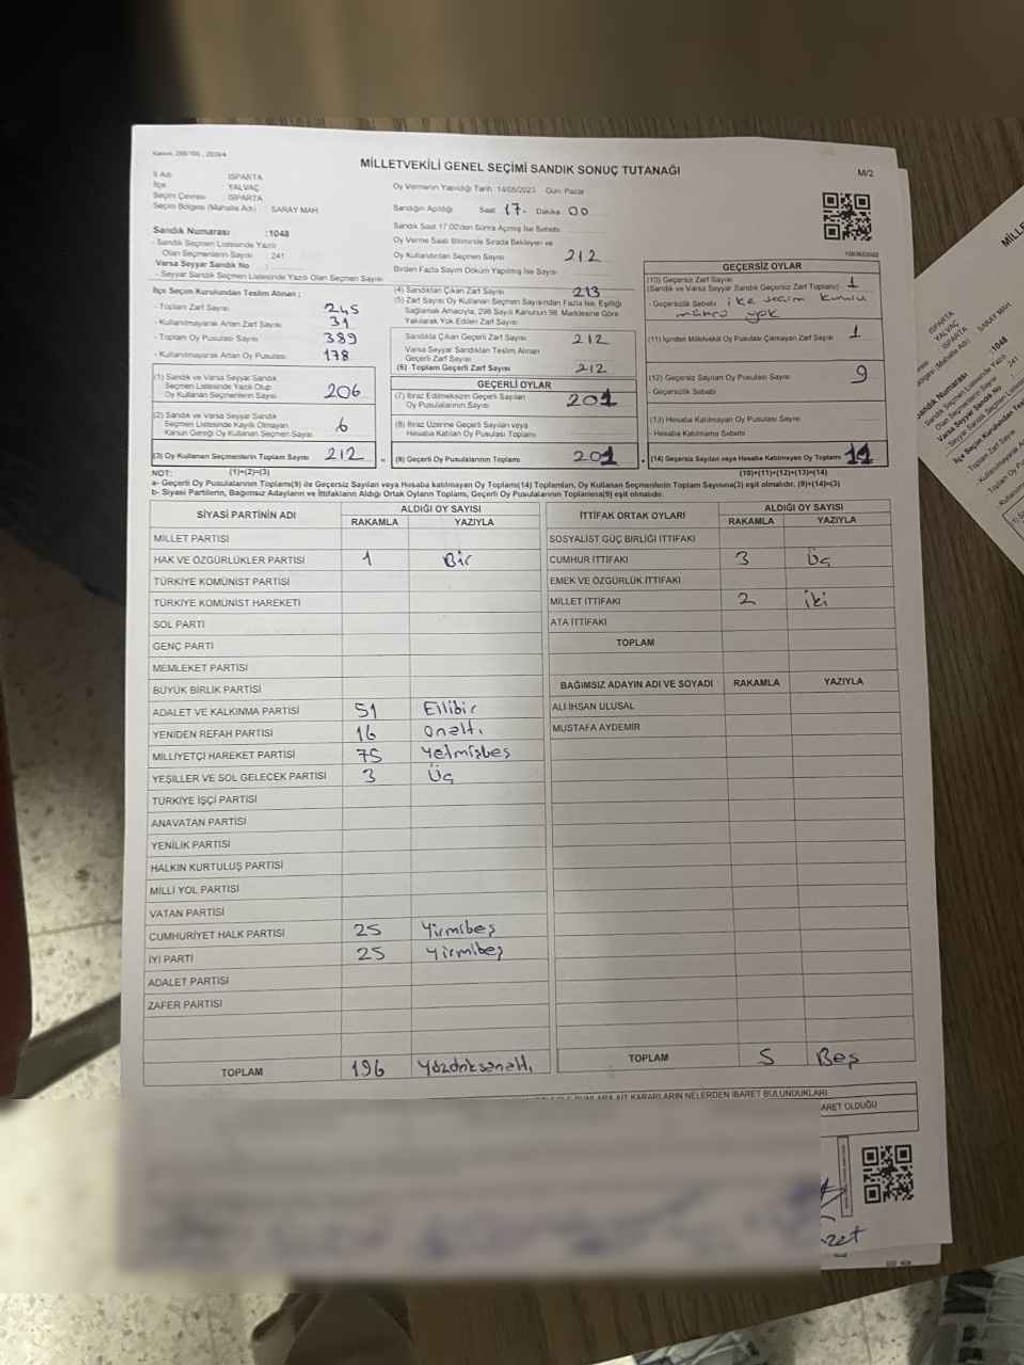 MİLLETVEKİLİ GENEL SEÇİMİ SANDIK SONUÇ TUTANAĞI
M/2
İl Adı ISPARTA
İlçe YALVAÇ
Seçim Çevresi ISPARTA
Seçim Bölgesi (Mahalle Adı) : SARAY MAH
Sandık Numarası :1048
- Sandık Seçmen Listesinde Yazılı
Olan Seçmenlerin Sayısı : 241
Varsa Seyyar Sandık No :
- Seyyar Sandık Seçmen Listesinde Yazılı Olan Seçmen Sayısı
İlçe Seçim Kurulundan Teslim Alınan :
- Toplam Zarf Sayısı 245
- Kullanılmayarak Artan Zarf Sayısı 31
- Toplam Oy Pusulası Sayısı 389
- Kullanılmayarak Artan Oy Pusulası 178
(1) Sandık ve Varsa Seyyar Sandık
Seçmen Listesinde Yazılı Olup
Oy Kullanan Seçmenlerin Sayısı 206
(2) Sandık ve Varsa Seyyar Sandık
Seçmen Listesinde Kaydı Olmayan
Kanun Gereği Oy Kullanan Seçmen Sayısı 6
(3) Oy Kullanan Seçmenlerin Toplam Sayısı 212
Oy Vermenin Yapıldığı Tarih: 14/05/2023 Gün: Pazar
Sandığın Açıldığı Saat 17- Dakika 00
Sandık Saat 17.00'den Sonra Açılmış İse Sebebi
Oy Verme Saati Bitiminde Sırada Bekleyen ve
Oy Kullandırılan Seçmen Sayısı 212
Birden Fazla Sayım Döküm Yapılmış İse Sayısı
(4) Sandıktan Çıkan Zarf Sayısı 213
(5) Zarf Sayısı Oy Kullanan Seçmen Sayısından Fazla İse, Eşitliği
Sağlamak Amacıyla, 298 Sayılı Kanunun 98. Maddesine Göre
Yakılarak Yok Edilen Zarf Sayısı
Sandıkta Çıkan Geçerli Zarf Sayısı 212
Varsa Seyyar Sandıktan Teslim Alınan
Geçerli Zarf Sayısı
(6) Toplam Geçerli Zarf Sayısı 212
GEÇERLİ OYLAR
(7) İtiraz Edilmeksizin Geçerli Sayılan
Oy Pusulalarının Sayısı 201
(8) İtiraz Üzerine Geçerli Sayılan veya
Hesaba Katılan Oy Pusulası Toplamı
(9) Geçerli Oy Pusulalarının Toplamı 201
GEÇERSİZ OYLAR
(10) Geçersiz Zarf Sayısı
(Sandık ve Varsa Seyyar Sandık Geçersiz Zarf Toplamı) 1
- Geçersizlik Sebebi ilçe seçim kurulu
mührü yok
(11) İçinden Milletvekili Oy Pusulası Çıkmayan Zarf Sayısı 1
(12) Geçersiz Sayılan Oy Pusulası Sayısı 9
- Geçersizlik Sebebi
(13) Hesaba Katılmayan Oy Pusulası Sayısı
- Hesaba Katılmama Sebebi
(14) Geçersiz Sayılan veya Hesaba Katılmayan Oy Toplamı 11
NOT: (1)+(2)=(3) (10)+(11)+(12)+(13)=(14)
a- Geçerli Oy Pusulalarının Toplamı(9) ile Geçersiz Sayılan veya Hesaba Katılmayan Oy Toplamı(14) Toplamları, Oy Kullanan Seçmenlerin Toplam Sayısına(3) eşit olmalıdır. (9)+(14)=(3)
b- Siyasi Partilerin, Bağımsız Adayların ve İttifakların Aldığı Ortak Oyların Toplamı, Geçerli Oy Pusulalarının Toplamına(9) eşit olmalıdır.
SİYASİ PARTİNİN ADI ALDIĞI OY SAYISI
RAKAMLA YAZIYLA
MİLLET PARTİSİ
HAK VE ÖZGÜRLÜKLER PARTİSİ 1 Bir
TÜRKİYE KOMÜNİST PARTİSİ
TÜRKİYE KOMÜNİST HAREKETİ
SOL PARTİ
GENÇ PARTİ
MEMLEKET PARTİSİ
BÜYÜK BİRLİK PARTİSİ
ADALET VE KALKINMA PARTİSİ 51 Ellibir
YENİDEN REFAH PARTİSİ 16 onaltı
MİLLİYETÇİ HAREKET PARTİSİ 75 Yetmişbeş
YEŞİLLER VE SOL GELECEK PARTİSİ 3 Üç
TÜRKİYE İŞÇİ PARTİSİ
ANAVATAN PARTİSİ
YENİLİK PARTİSİ
HALKIN KURTULUŞ PARTİSİ
MİLLİ YOL PARTİSİ
VATAN PARTİSİ
CUMHURİYET HALK PARTİSİ 25 Yirmibeş
İYİ PARTİ 25 Yirmibeş
ADALET PARTİSİ
ZAFER PARTİSİ
TOPLAM 196 Yüzdoksanaltı
İTTİFAK ORTAK OYLARI ALDIĞI OY SAYISI
RAKAMLA YAZIYLA
SOSYALİST GÜÇ BİRLİĞİ İTTİFAKI
CUMHUR İTTİFAKI 3 Üç
EMEK VE ÖZGÜRLÜK İTTİFAKI
MİLLET İTTİFAKI 2 iki
ATA İTTİFAKI
TOPLAM
BAĞIMSIZ ADAYIN ADI VE SOYADI RAKAMLA YAZIYLA
ALİ İHSAN ULUSAL
MUSTAFA AYDEMİR
TOPLAM 5 Beş
KARARLARIN NELERDEN İBARET BULUNDUKLARI
ARET OLDUĞU
ISPARTA
YALVAÇ
ISPARTA
SARAY MAH
:1048
241